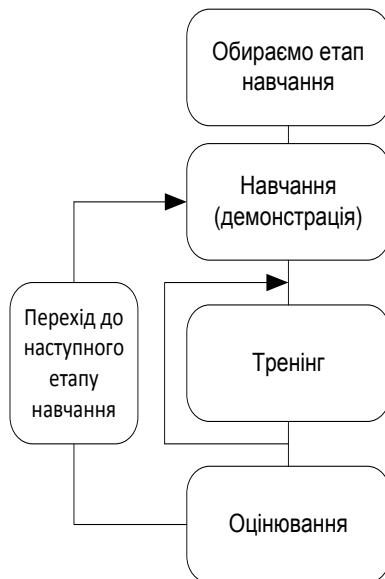 Обираємо етап
навчання
Навчання
(демонстрація)
Перехід до
наступного
етапу
навчання
Тренінг
Оцінювання